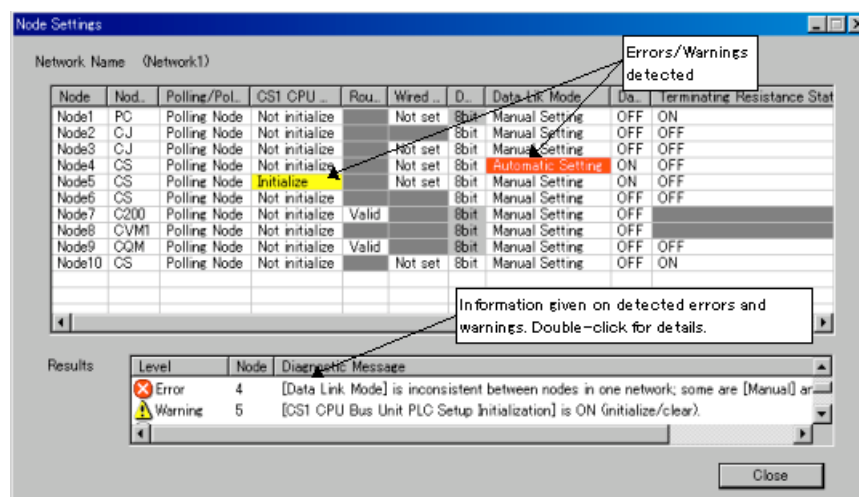 Node Settings
Network Name (Network1)
Errors/Warnings
detected
Node Nod.. Polling/Pol.. CS1 CPU ... Rou.. Wired ... D... Data Link Mode Da.. Terminating Resistance Stat
Node1 PC Polling Node Not initialize Not set 8bit Manual Setting OFF ON
Node2 CJ Polling Node Not initialize 8bit Manual Setting OFF OFF
Node3 CJ Polling Node Not initialize Not set 8bit Manual Setting OFF OFF
Node4 CS Polling Node Not initialize Not set 8bit Automatic Setting ON OFF
Node5 CS Polling Node Initialize Not set 8bit Manual Setting ON OFF
Node6 CS Polling Node Not initialize 8bit Manual Setting OFF OFF
Node7 C200 Polling Node Not initialize Valid 8bit Manual Setting OFF
Node8 CVM1 Polling Node Not initialize 8bit Manual Setting OFF
Node9 CQM Polling Node Not initialize Valid 8bit Manual Setting OFF OFF
Node10 CS Polling Node Not initialize Not set 8bit Manual Setting OFF ON
Information given on detected errors and
warnings. Double-click for details.
Results
Level Node Diagnostic Message
Error 4 [Data Link Mode] is inconsistent between nodes in one network; some are [Manual] ar
Warning 5 [CS1 CPU Bus Unit PLC Setup Initialization] is ON (initialize/clear).
Close